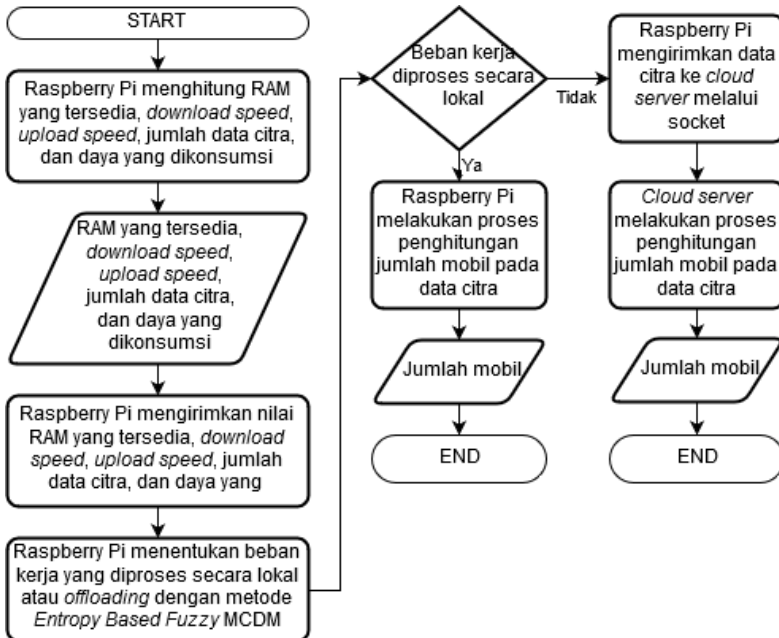 START
Raspberry Pi menghitung RAM
yang tersedia, download speed,
upload speed, jumlah data citra,
dan daya yang dikonsumsi
RAM yang tersedia,
download speed,
upload speed,
jumlah data citra,
dan daya yang
dikonsumsi
Raspberry Pi mengirimkan nilai
RAM yang tersedia, download
speed, upload speed, jumlah
data citra, dan daya yang
Raspberry Pi menentukan beban
kerja yang diproses secara lokal
atau offloading dengan metode
Entropy Based Fuzzy MCDM
Beban kerja
diproses secara
lokal
Tidak
Ya
Raspberry Pi
melakukan proses
penghitungan
jumlah mobil pada
data citra
Jumlah mobil
END
Raspberry Pi
mengirimkan data
citra ke cloud
server melalui
socket
Cloud server
melakukan proses
penghitungan
jumlah mobil pada
data citra
Jumlah mobil
END